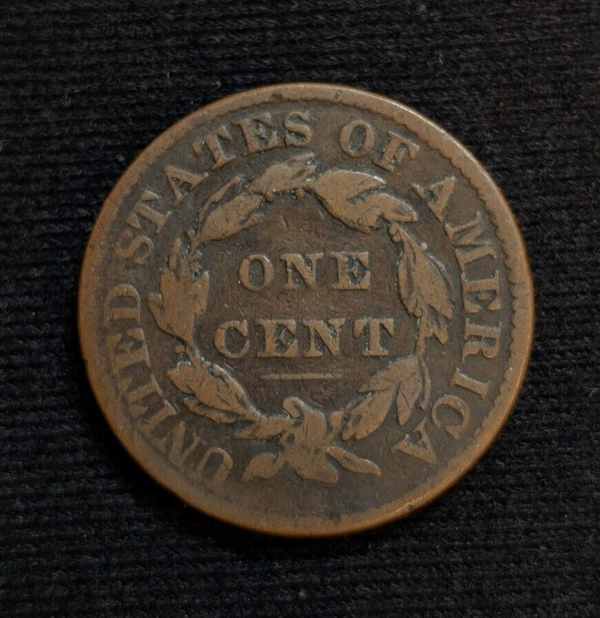 UNITED STATES OF AMERICA
ONE
CENT